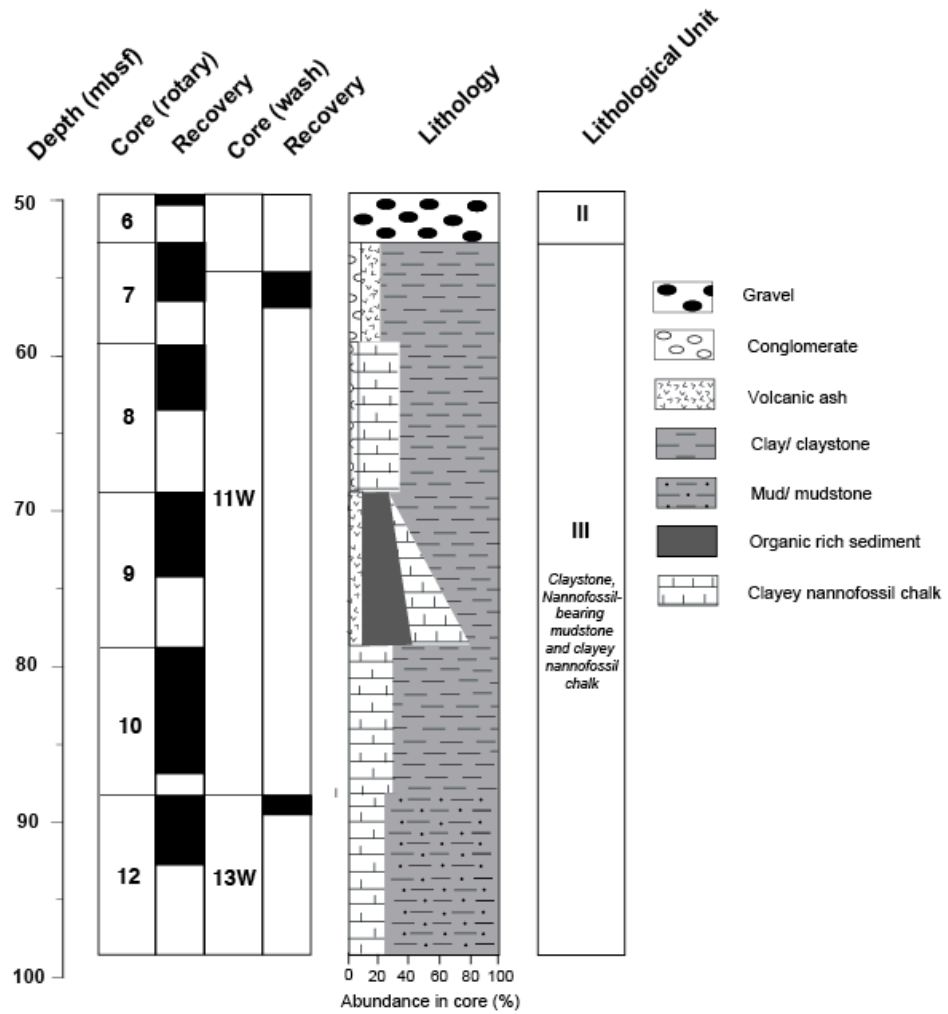 Depth (mbsf)
Core (rotary)
Recovery
Core (wash)
Recovery
Lithology
Lithological Unit
50
60
70
80
90
100
6
7
8
9
10
12
11W
13W
II
III
Claystone,
Nannofossil-
bearing
mudstone
and clayey
nannofossil
chalk
Gravel
Conglomerate
Volcanic ash
Clay/ claystone
Mud/ mudstone
Organic rich sediment
Clayey nannofossil chalk
0 20 40 60 80 100
Abundance in core (%)